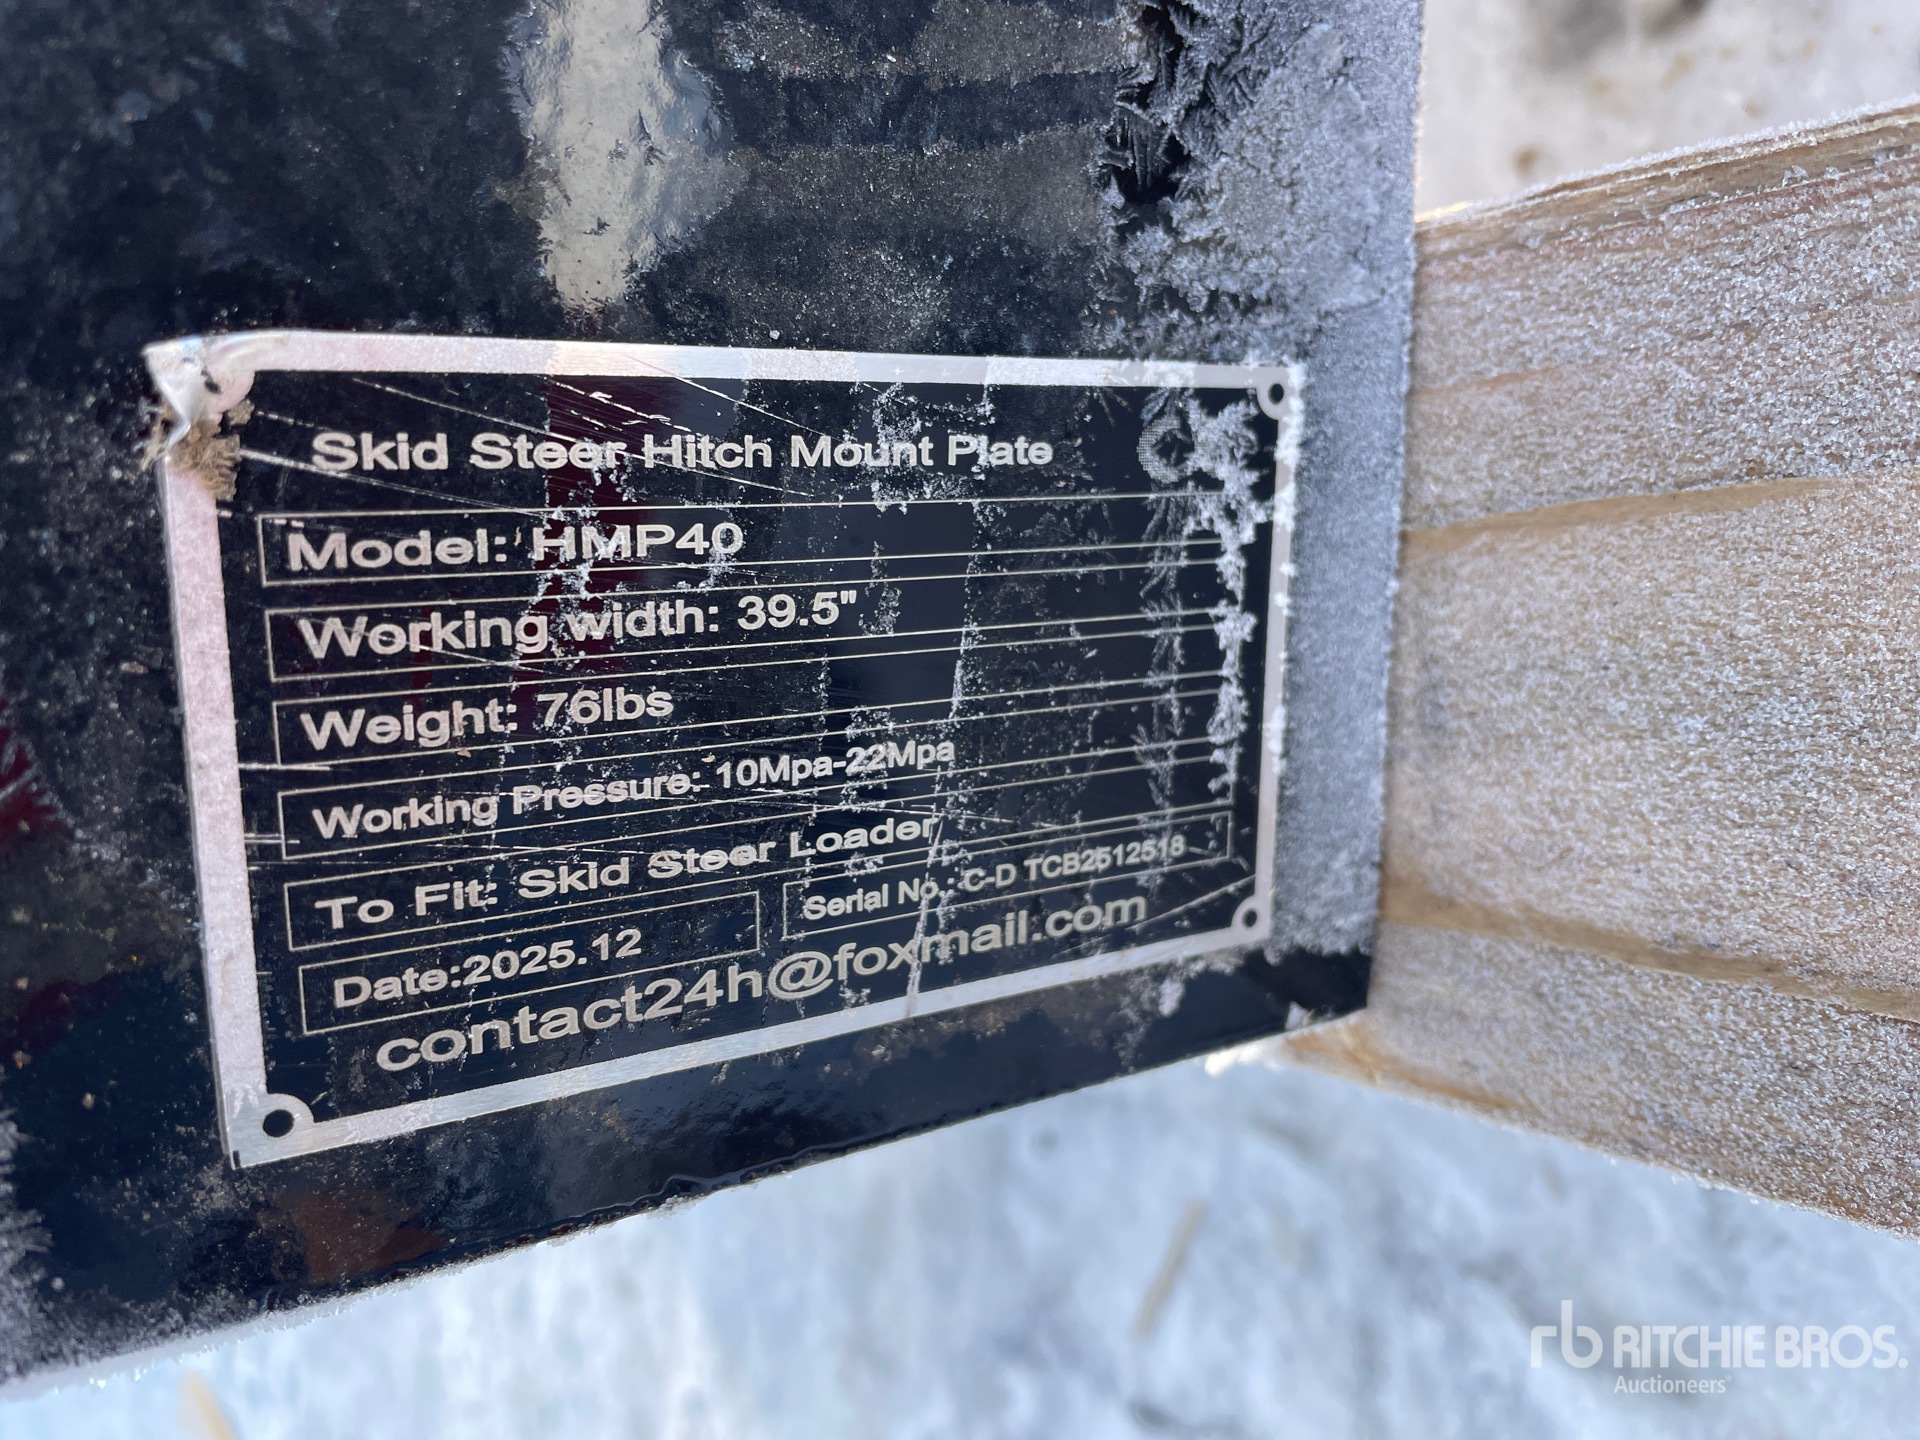 Skid Steer Hitch Mount Plate
Model: HMP40
Working width: 39.5"
Weight: 76lbs
Working Pressure: 10Mpa-22Mpa
To Fit: Skid Steer Loader
Date:2025.12
Serial No.: C-D TCB2512518
contact24h@foxmail.com
rb RITCHIE BROS.
Auctioneers